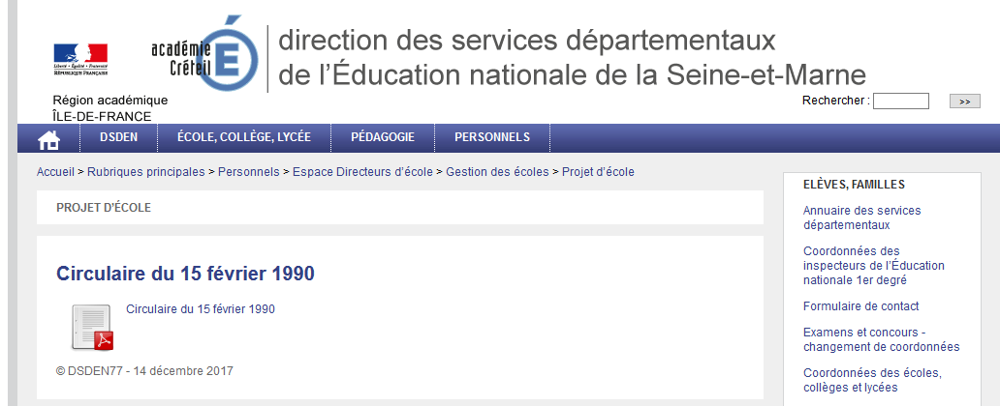 Liberté • Égalité • Fraternité
RÉPUBLIQUE FRANÇAISE
académie
Créteil
É
direction des services départementaux
de l'Éducation nationale de la Seine-et-Marne
Région académique
ÎLE-DE-FRANCE
Rechercher : >>
DSDEN ÉCOLE, COLLÈGE, LYCÉE PÉDAGOGIE PERSONNELS
Accueil > Rubriques principales > Personnels > Espace Directeurs d'école > Gestion des écoles > Projet d'école
PROJET D'ÉCOLE
Circulaire du 15 février 1990
Circulaire du 15 février 1990
© DSDEN77 - 14 décembre 2017
ELÈVES, FAMILLES
Annuaire des services
départementaux
Coordonnées des
inspecteurs de l'Éducation
nationale 1er degré
Formulaire de contact
Examens et concours -
changement de coordonnées
Coordonnées des écoles,
collèges et lycées